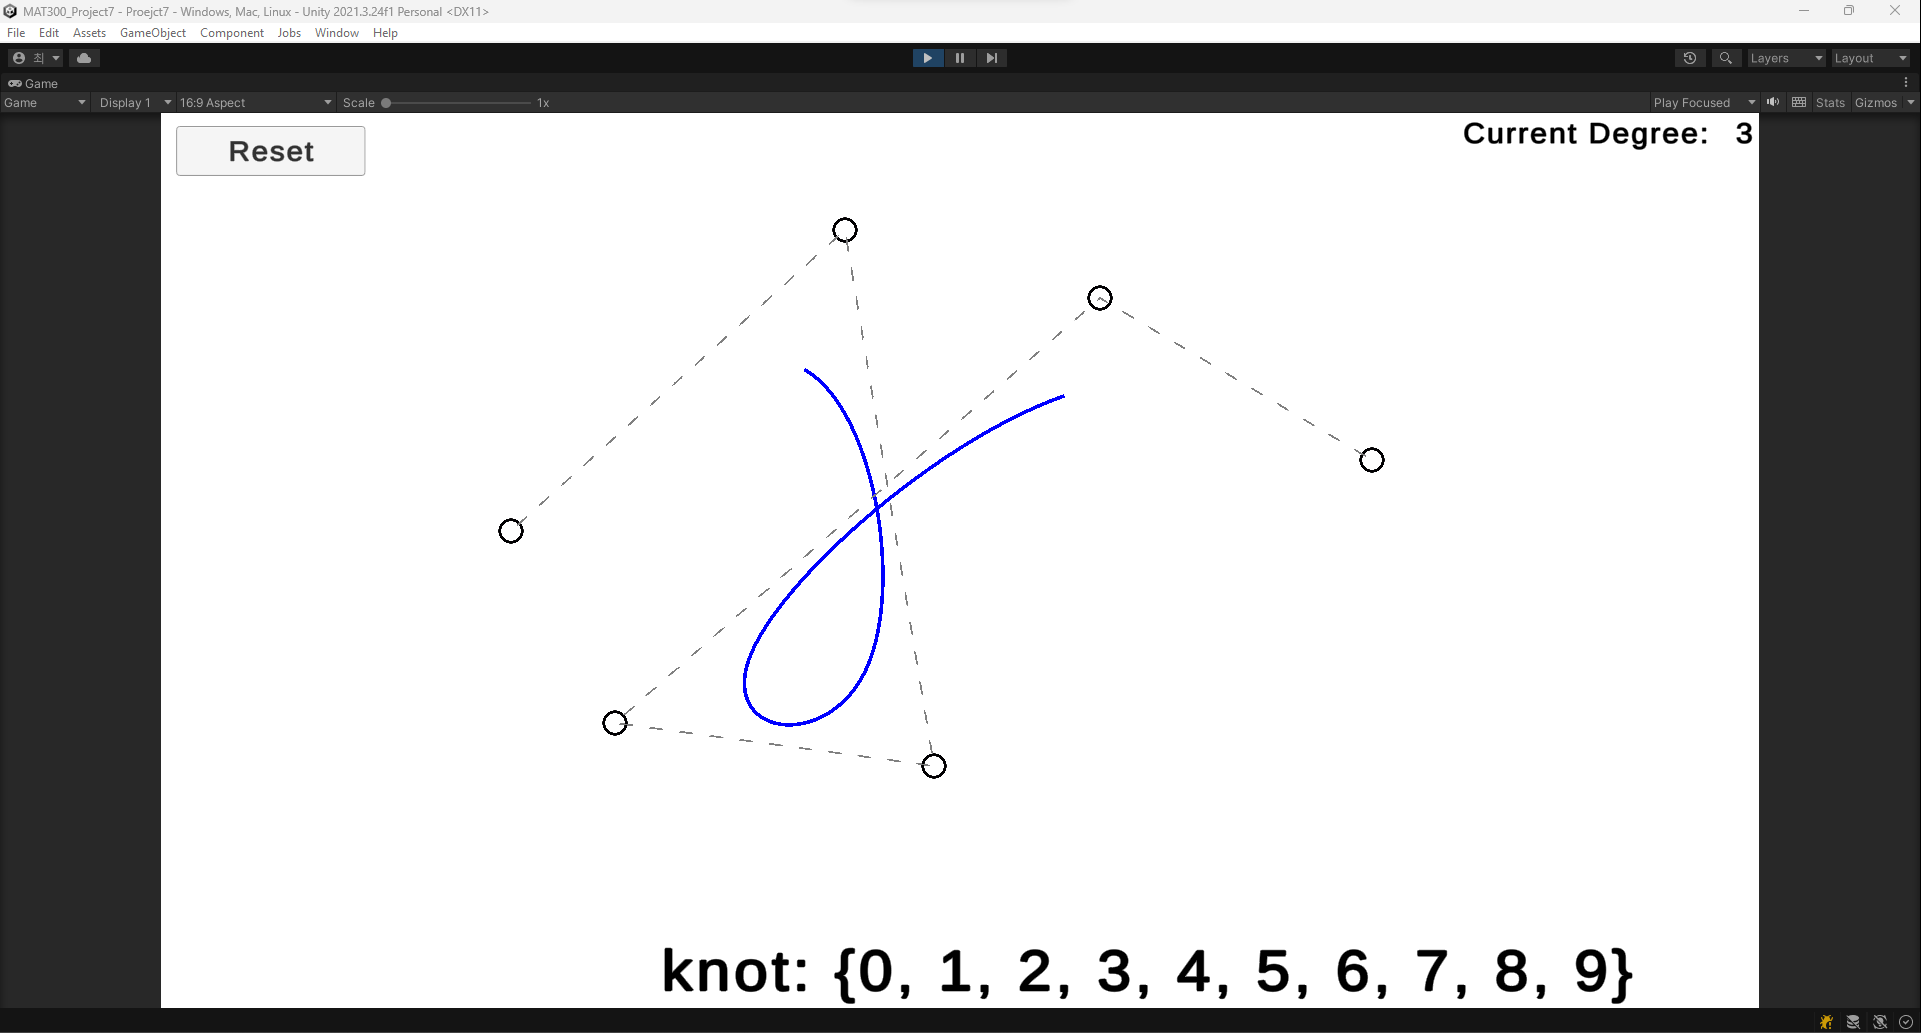 MAT300_Project7 - Proejct7 - Windows, Mac, Linux - Unity 2021.3.24f1 Personal <DX11>
File Edit Assets GameObject Component Jobs Window Help
최 Layers Layout
Game
Game Display 1 16:9 Aspect Scale 1x Play Focused Stats Gizmos
Reset
Current Degree: 3
knot: {0, 1, 2, 3, 4, 5, 6, 7, 8, 9}